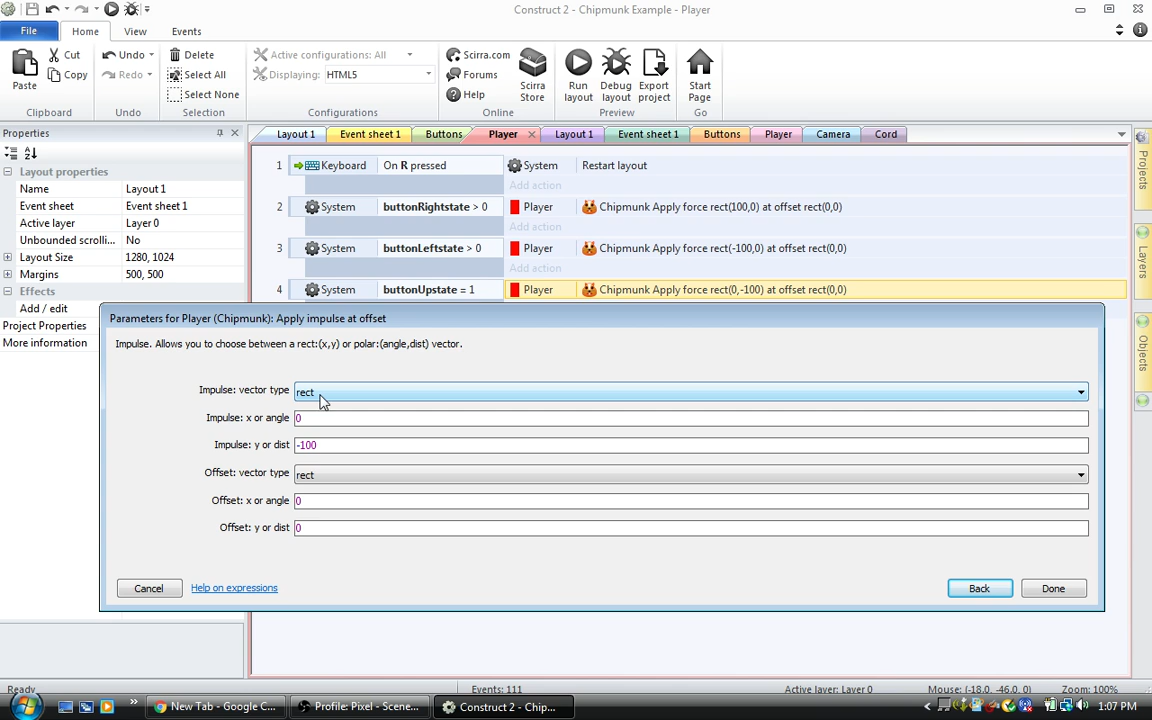 Construct 2 - Chipmunk Example - Player
File
Home
View
Events
Paste
Cut
Copy
Clipboard
Undo
Redo
Undo
Delete
Select All
Select None
Selection
Active configurations: All
Displaying:
HTML5
Configurations
Scirra.com
Forums
Help
Scirra Store
Online
Run layout
Debug layout
Export project
Preview
Start Page
Go
Properties
Layout properties
Name
Layout 1
Event sheet
Event sheet 1
Active layer
Layer 0
Unbounded scrolli...
No
Layout Size
1280, 1024
Margins
500, 500
Effects
Add / edit
Project Properties
More information
Layout 1
Event sheet 1
Buttons
Player
Layout 1
Event sheet 1
Buttons
Player
Camera
Cord
1 Keyboard On R pressed System Restart layout
Add action
2 System buttonRightstate > 0 Player Chipmunk Apply force rect(100,0) at offset rect(0,0)
Add action
3 System buttonLeftstate > 0 Player Chipmunk Apply force rect(-100,0) at offset rect(0,0)
Add action
4 System buttonUpstate = 1 Player Chipmunk Apply force rect(0,-100) at offset rect(0,0)
Projects
Layers
Objects
Parameters for Player (Chipmunk): Apply impulse at offset
Impulse. Allows you to choose between a rect:(x,y) or polar:(angle,dist) vector.
Impulse: vector type rect
Impulse: x or angle 0
Impulse: y or dist -100
Offset: vector type rect
Offset: x or angle 0
Offset: y or dist 0
Cancel
Help on expressions
Back
Done
Ready
Events: 111
Active layer: Layer 0
Mouse: (-18.0, -46.0, 0)
Zoom: 100%
New Tab - Google C...
Profile: Pixel - Scene...
Construct 2 - Chip...
1:07 PM